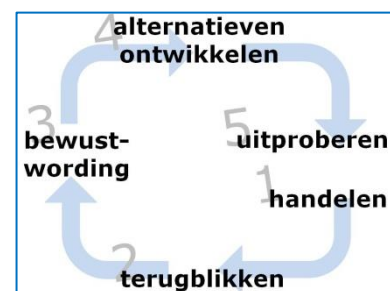 4
alternatieven
ontwikkelen
3
bewust-
wording
5
uitproberen
1
handelen
2
terugblikken